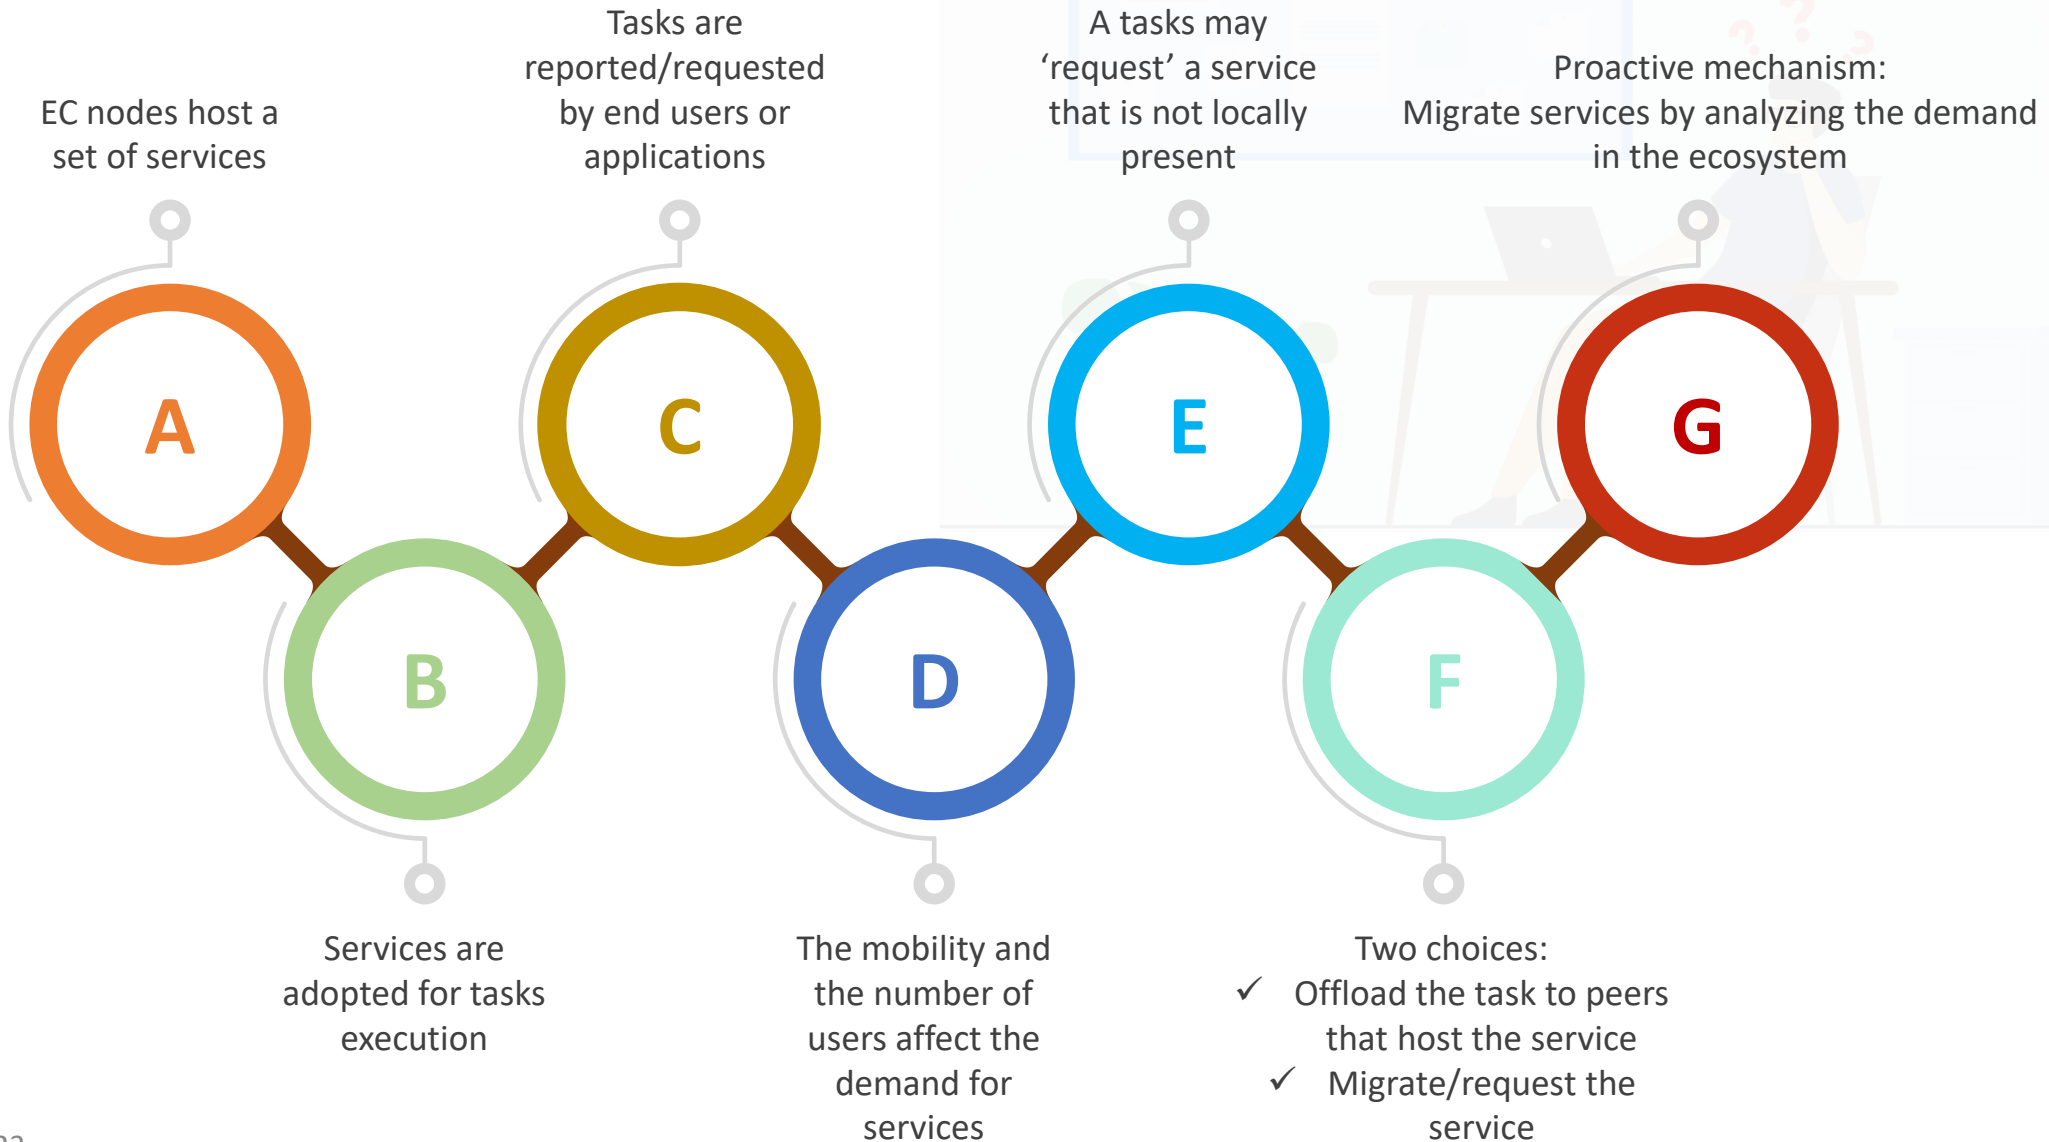 EC nodes host a
set of services
A
Services are
adopted for tasks
execution
B
Tasks are
reported/requested
by end users or
applications
C
The mobility and
the number of
users affect the
demand for
services
D
A tasks may
‘request’ a service
that is not locally
present
E
Two choices:
✓ Offload the task to peers
that host the service
✓ Migrate/request the
service
F
Proactive mechanism:
Migrate services by analyzing the demand
in the ecosystem
G